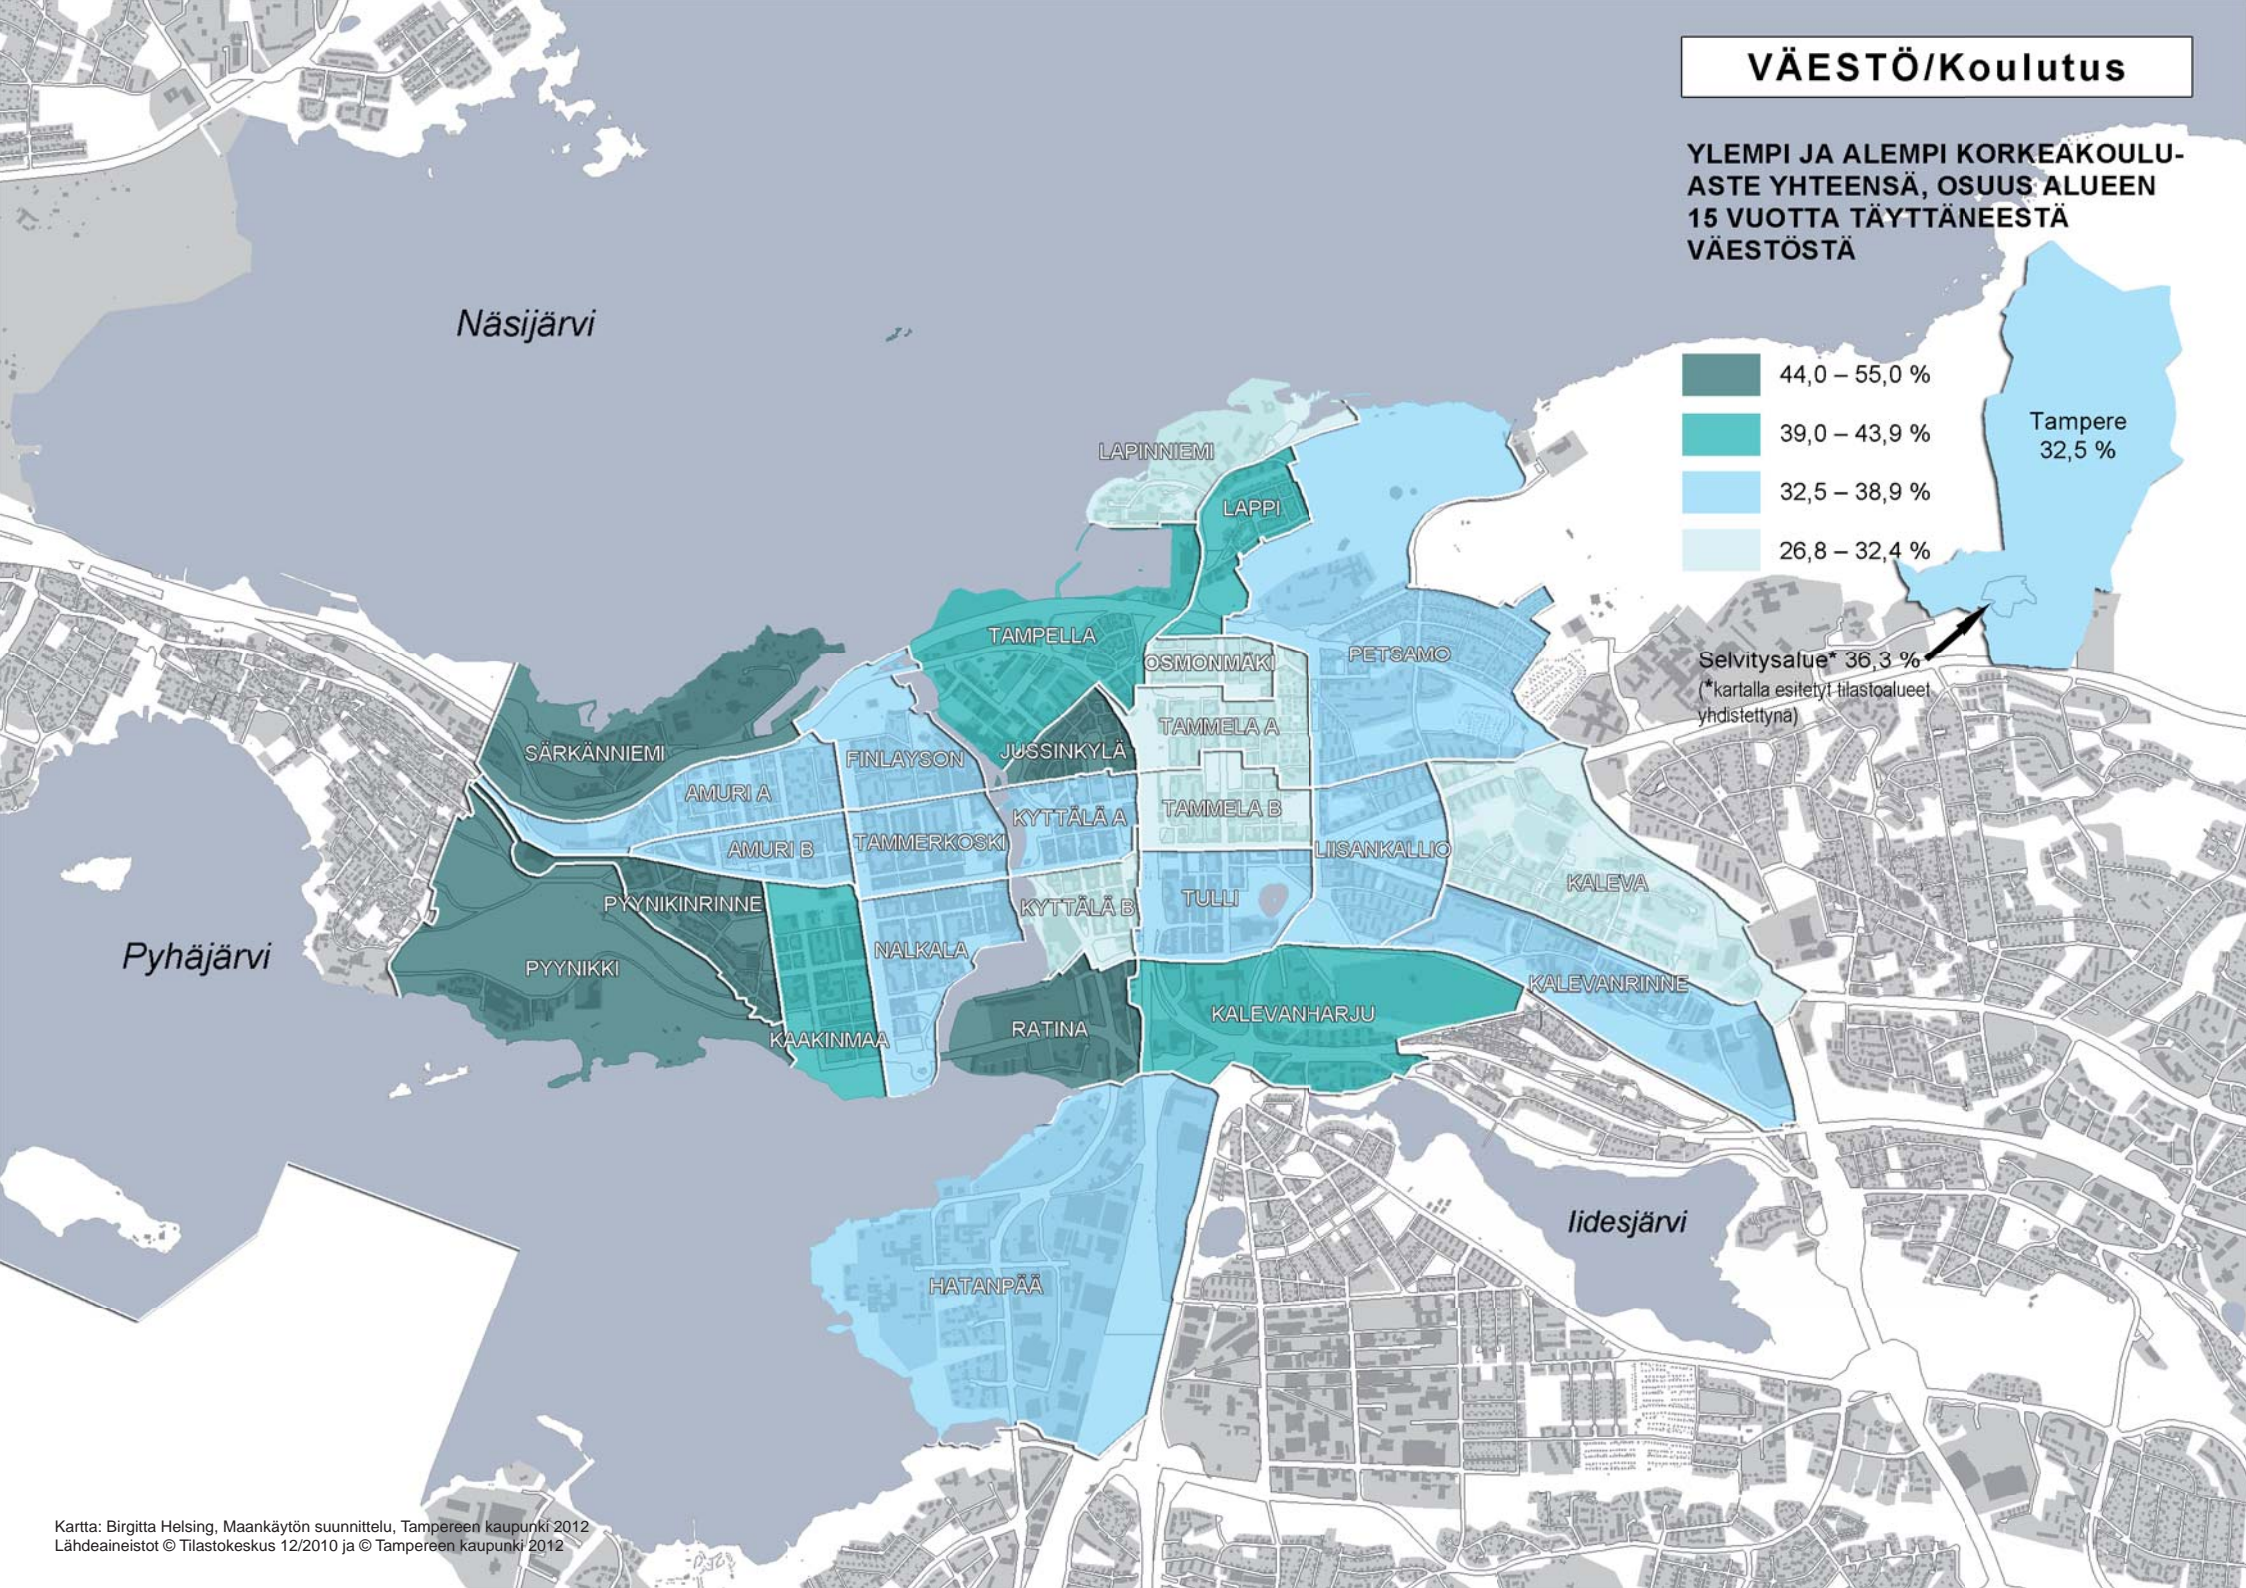 VÄESTÖ/Koulutus
YLEMPI JA ALEMPI KORKEAKOULU-
ASTE YHTEENSÄ, OSUUS ALUEEN
15 VUOTTA TÄYTTÄNEESTÄ
VÄESTÖSTÄ
44,0 – 55,0 %
39,0 – 43,9 %
32,5 – 38,9 %
26,8 – 32,4 %
Tampere
32,5 %
Selvitysalue* 36,3 %
(*kartalla esitetyt tilastoalueet
yhdistettynä)
Näsijärvi
LAPINNIEMI
LAPPI
TAMPELLA
OSMONMÄKI
PETSAMO
SÄRKÄNNIEMI
FINLAYSON
JUSSINKYLÄ
TAMMELA A
AMURI A
KYTTÄLÄ A
TAMMELA B
AMURI B
TAMMERKOSKI
LIISANKALLIO
KALEVA
PYYNIKINRINNE
KYTTÄLÄ B
TULLI
NALKALA
Pyhäjärvi
PYYNIKKI
KALEVANRINNE
KAAKINMAA
RATINA
KALEVANHARJU
Iidesjärvi
HATANPÄÄ
Kartta: Birgitta Helsing, Maankäytön suunnittelu, Tampereen kaupunki 2012
Lähdeaineistot © Tilastokeskus 12/2010 ja © Tampereen kaupunki 2012